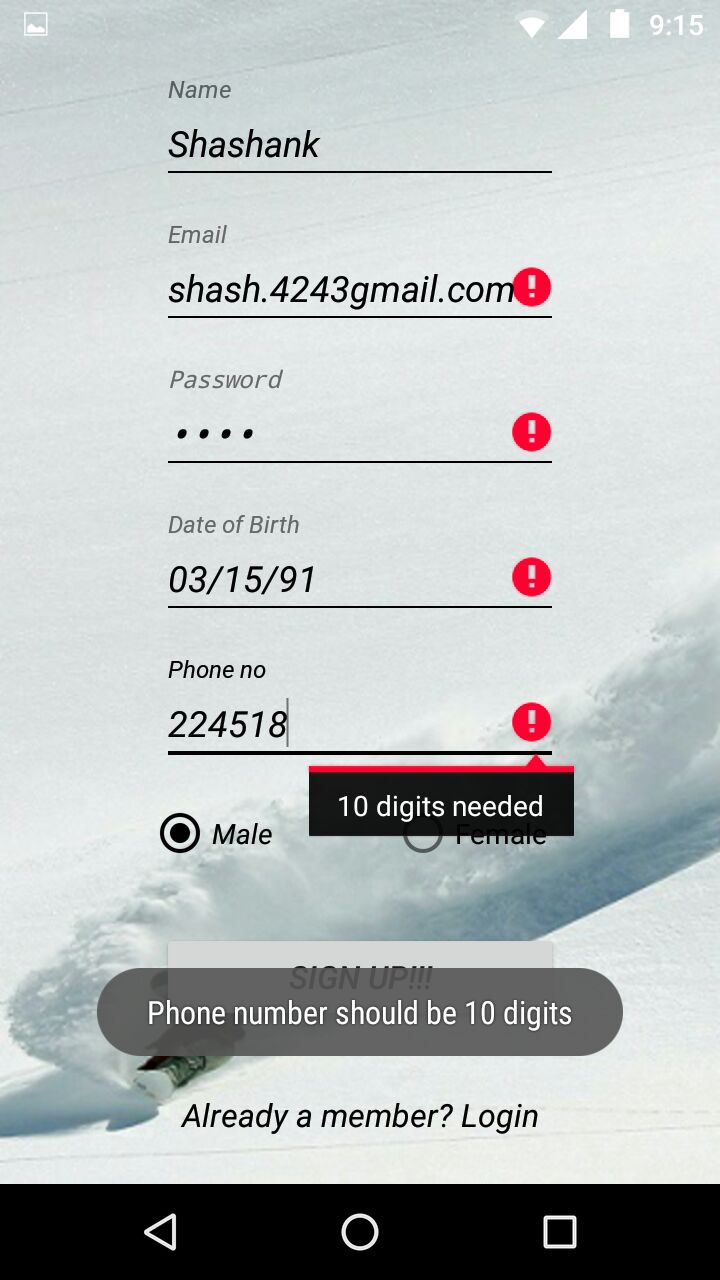 9:15
Name
Shashank
Email
shash.4243gmail.com
Password
••••
Date of Birth
03/15/91
Phone no
224518
10 digits needed
Male
Female
SIGN UP!!!
Phone number should be 10 digits
Already a member? Login